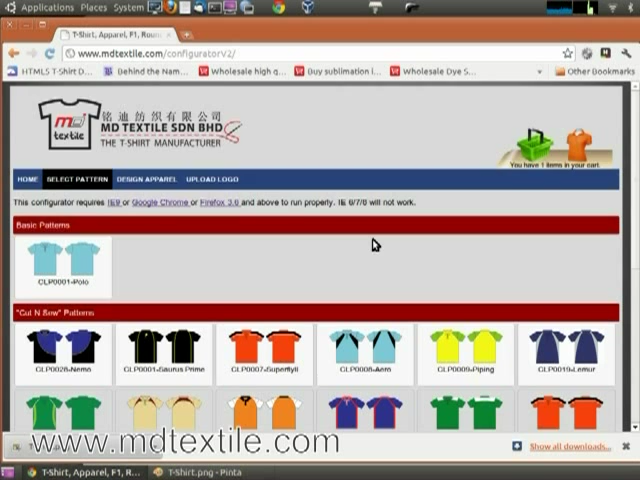 Applications Places System
T-Shirt, Apparel, F1, Roun
www.mdtextile.com/configuratorV2/
HTML5 T-Shirt D... Behind the Nam... Wholesale high q... Buy sublimation i... Wholesale Dye S... Other Bookmarks
MD textile
铭迪纺织有限公司
MD TEXTILE SDN BHD
THE T-SHIRT MANUFACTURER
You have 1 items in your cart.
HOME SELECT PATTERN DESIGN APPAREL UPLOAD LOGO
This configurator requires IE9 or Google Chrome or Firefox 3.6 and above to run properly. IE 6/7/8 will not work.
Basic Patterns
CLP0001-Polo
"Cut N Sew" Patterns
CLP0026-Nemo CLP0001-Saurus Prime CLP0007-Superflyii CLP0008-Aero CLP0009-Piping CLP0019-Lemur
www.mdtextile.com
Show all downloads...
T-Shirt, Apparel, F1, R... T-Shirt.png - Pinta